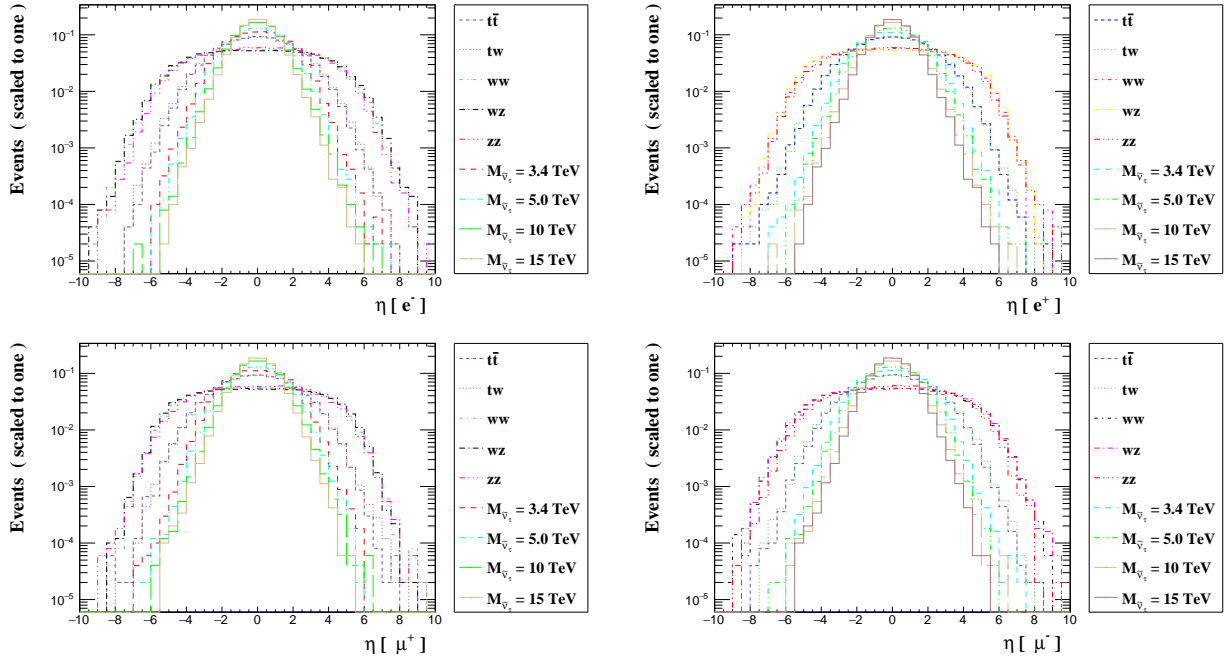 Events ( scaled to one )
10⁻¹
10⁻²
10⁻³
10⁻⁴
10⁻⁵
−10 −8 −6 −4 −2 0 2 4 6 8 10
η [ e⁻ ]
tt̄
tw
ww
wz
zz
M_ν̃τ = 3.4 TeV
M_ν̃τ = 5.0 TeV
M_ν̃τ = 10 TeV
M_ν̃τ = 15 TeV
Events ( scaled to one )
10⁻¹
10⁻²
10⁻³
10⁻⁴
10⁻⁵
−10 −8 −6 −4 −2 0 2 4 6 8 10
η [ e⁺ ]
tt̄
tw
ww
wz
zz
M_ν̃τ = 3.4 TeV
M_ν̃τ = 5.0 TeV
M_ν̃τ = 10 TeV
M_ν̃τ = 15 TeV
Events ( scaled to one )
10⁻¹
10⁻²
10⁻³
10⁻⁴
10⁻⁵
−10 −8 −6 −4 −2 0 2 4 6 8 10
η [ μ⁺ ]
tt̄
tw
ww
wz
zz
M_ν̃τ = 3.4 TeV
M_ν̃τ = 5.0 TeV
M_ν̃τ = 10 TeV
M_ν̃τ = 15 TeV
Events ( scaled to one )
10⁻¹
10⁻²
10⁻³
10⁻⁴
10⁻⁵
−10 −8 −6 −4 −2 0 2 4 6 8 10
η [ μ⁻ ]
tt̄
tw
ww
wz
zz
M_ν̃τ = 3.4 TeV
M_ν̃τ = 5.0 TeV
M_ν̃τ = 10 TeV
M_ν̃τ = 15 TeV